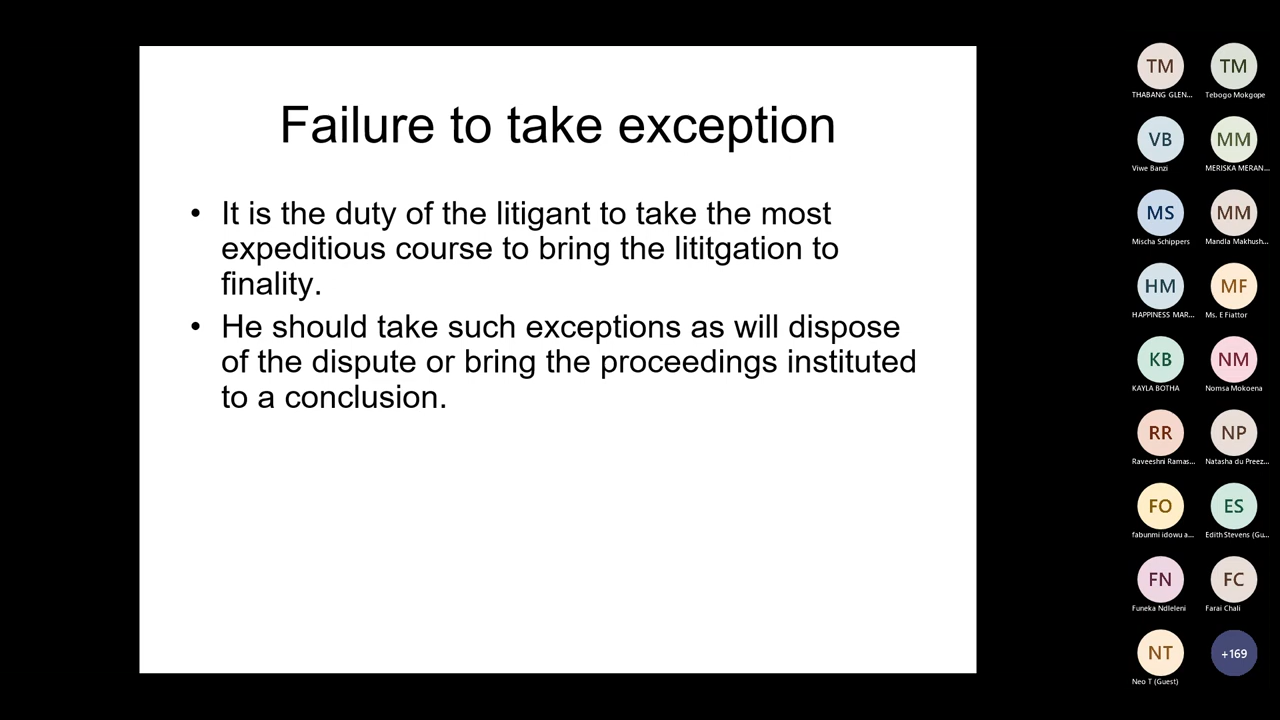 Failure to take exception
• It is the duty of the litigant to take the most
expeditious course to bring the lititgation to
finality.
• He should take such exceptions as will dispose
of the dispute or bring the proceedings instituted
to a conclusion.
TM TM
THABANG GLEN... Tebogo Mokgope
VB MM
Viwe Banzi MERISKA MERAN...
MS MM
Mischa Schippers Mandla Makhush...
HM MF
HAPPINESS MAR... Ms. E Fiattor
KB NM
KAYLA BOTHA Nomsa Mokoena
RR NP
Raveeshni Ramas... Natasha du Preez...
FO ES
fabunmi idowu a... Edith Stevens (Gu...
FN FC
Funeka Ndleleni Farai Chali
NT +169
Neo T (Guest)